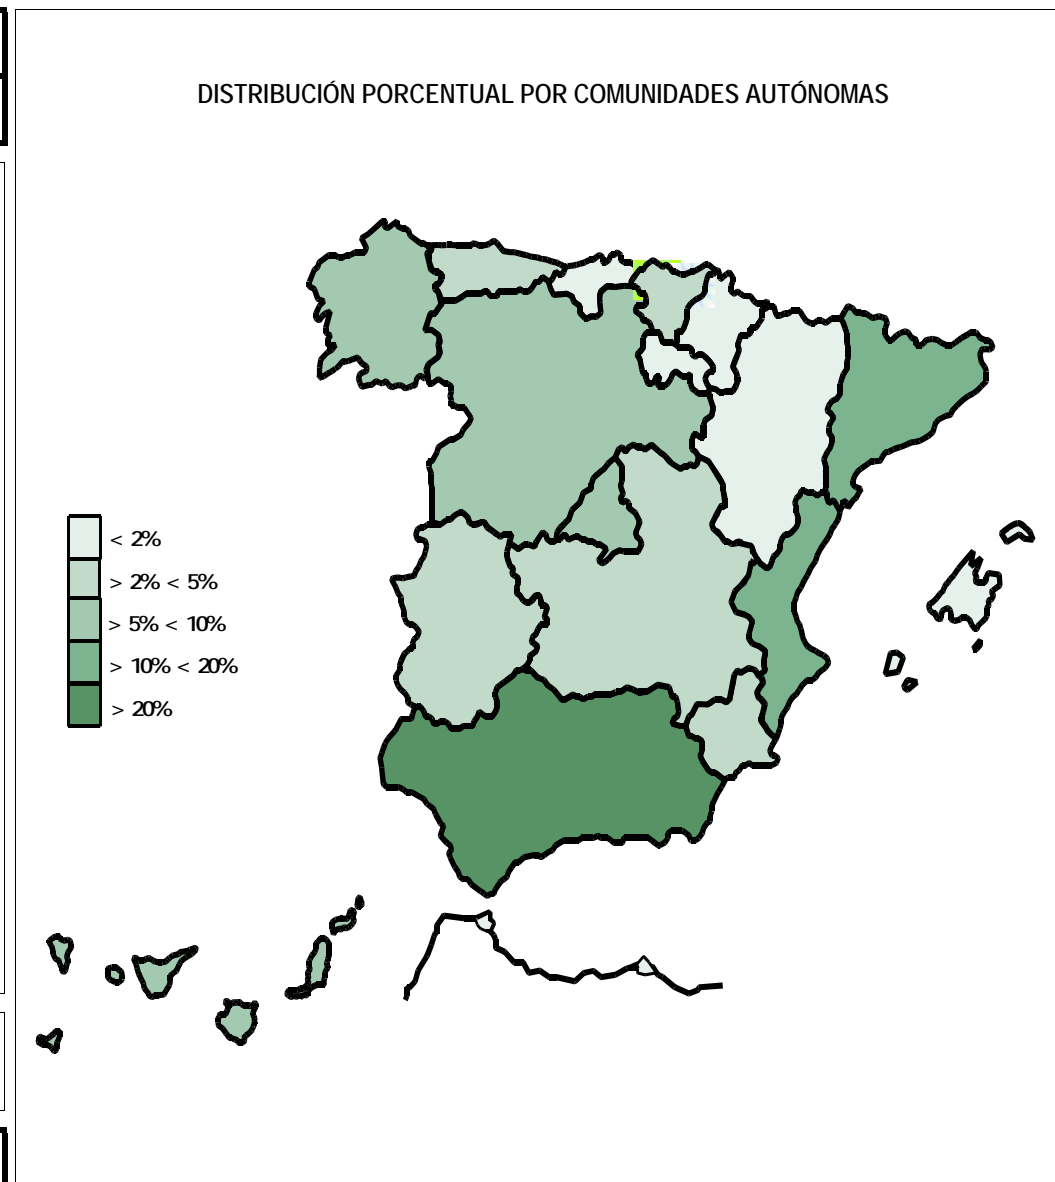 DISTRIBUCIÓN PORCENTUAL POR COMUNIDADES AUTÓNOMAS
< 2%
> 2% < 5%
> 5% < 10%
> 10% < 20%
> 20%